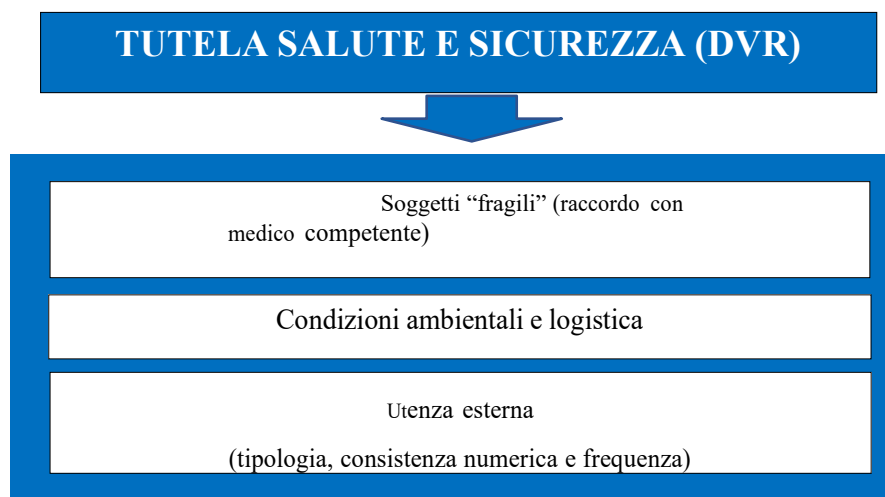 TUTELA SALUTE E SICUREZZA (DVR)
Soggetti “fragili” (raccordo con
medico competente)
Condizioni ambientali e logistica
Utenza esterna
(tipologia, consistenza numerica e frequenza)